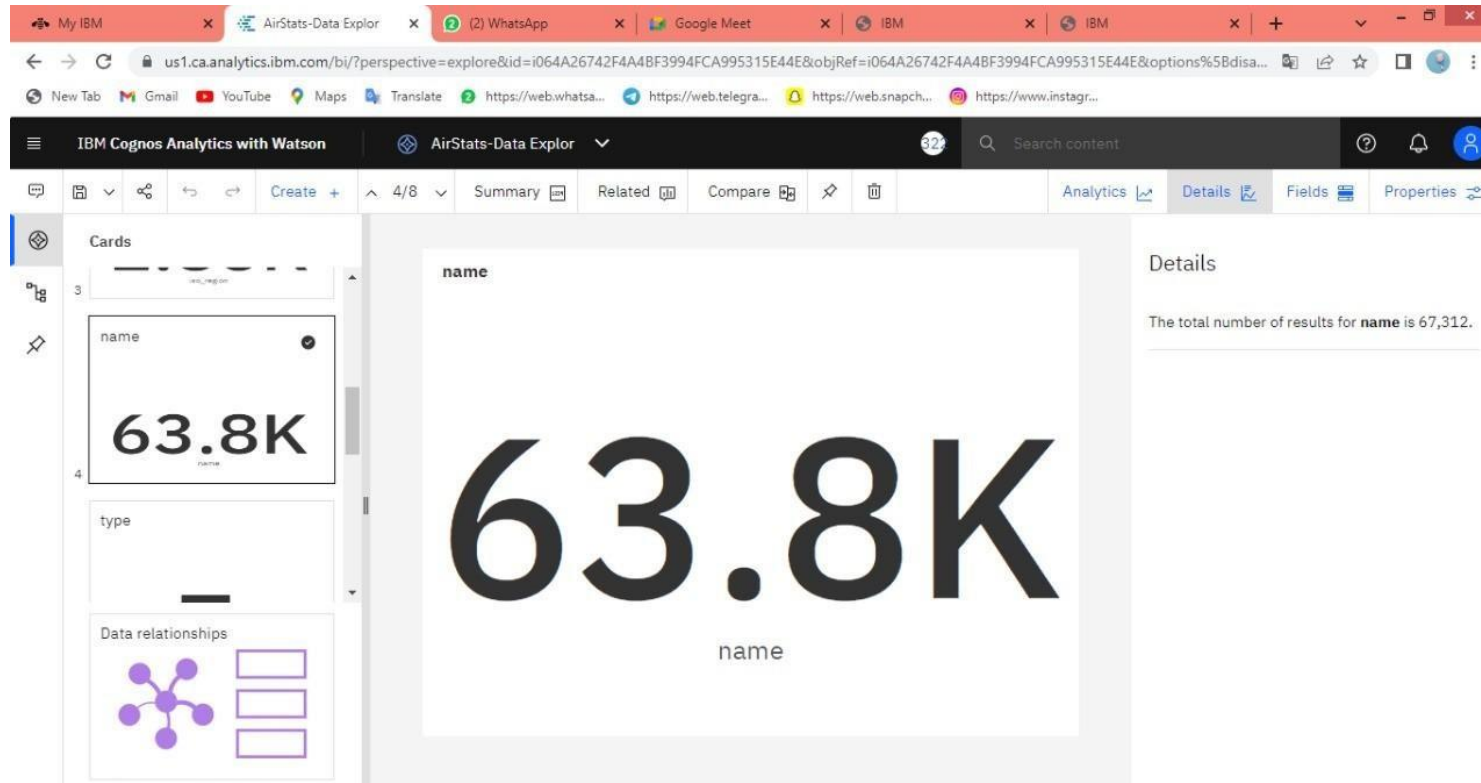 My IBM
AirStats-Data Explor
(2) WhatsApp
Google Meet
IBM
IBM
us1.ca.analytics.ibm.com/bi/?perspective=explore&id=i064A26742F4A4BF3994FCA995315E44E&objRef=i064A26742F4A4BF3994FCA995315E44E&options%5Bdisa...
New Tab Gmail YouTube Maps Translate https://web.whatsa... https://web.telegra... https://web.snapch... https://www.instagr...
IBM Cognos Analytics with Watson AirStats-Data Explor 322 Search content
Create + 4/8 Summary Related Compare Analytics Details Fields Properties
Cards
3
iso_region
name
63.8K
name
4
type
Data relationships
name
63.8K
name
Details
The total number of results for name is 67,312.